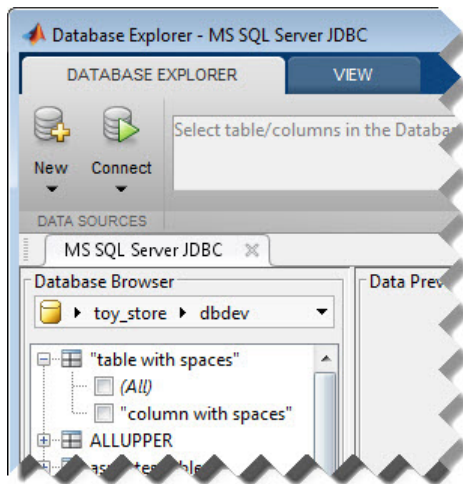 Database Explorer - MS SQL Server JDBC
DATABASE EXPLORER VIEW
Select table/columns in the Databa
New Connect
DATA SOURCES
MS SQL Server JDBC
Database Browser
Data Prev
toy_store dbdev
"table with spaces"
(All)
"column with spaces"
ALLUPPER